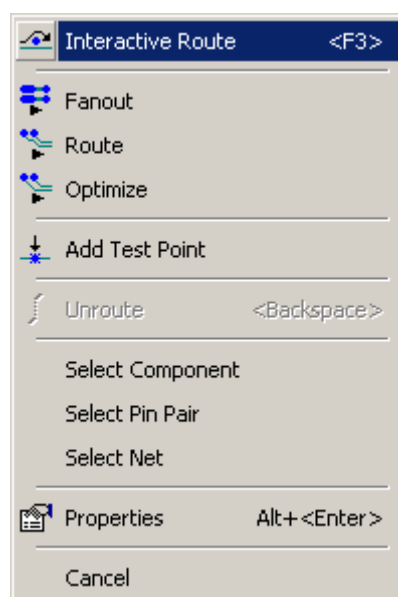 Interactive Route <F3>
Fanout
Route
Optimize
Add Test Point
Unroute <Backspace>
Select Component
Select Pin Pair
Select Net
Properties Alt+<Enter>
Cancel